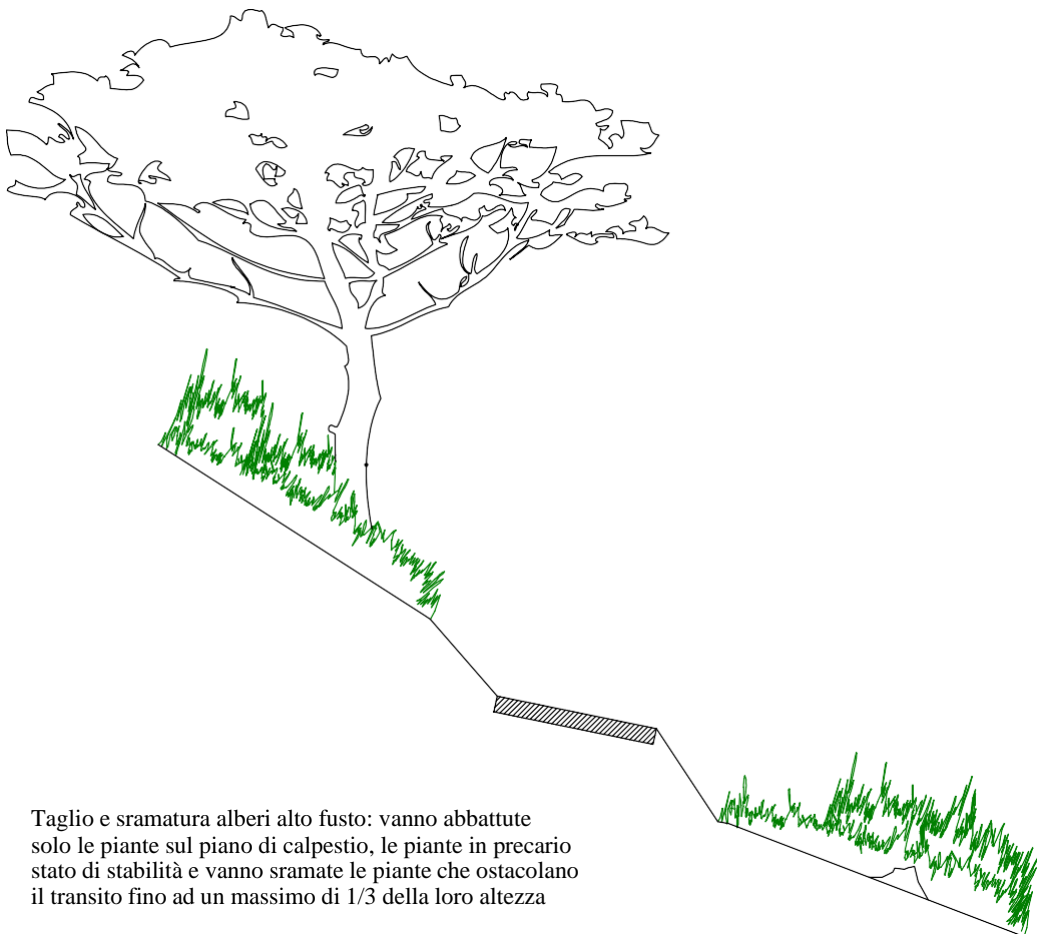 Taglio e sramatura alberi alto fusto: vanno abbattute
solo le piante sul piano di calpestio, le piante in precario
stato di stabilità e vanno sramate le piante che ostacolano
il transito fino ad un massimo di 1/3 della loro altezza